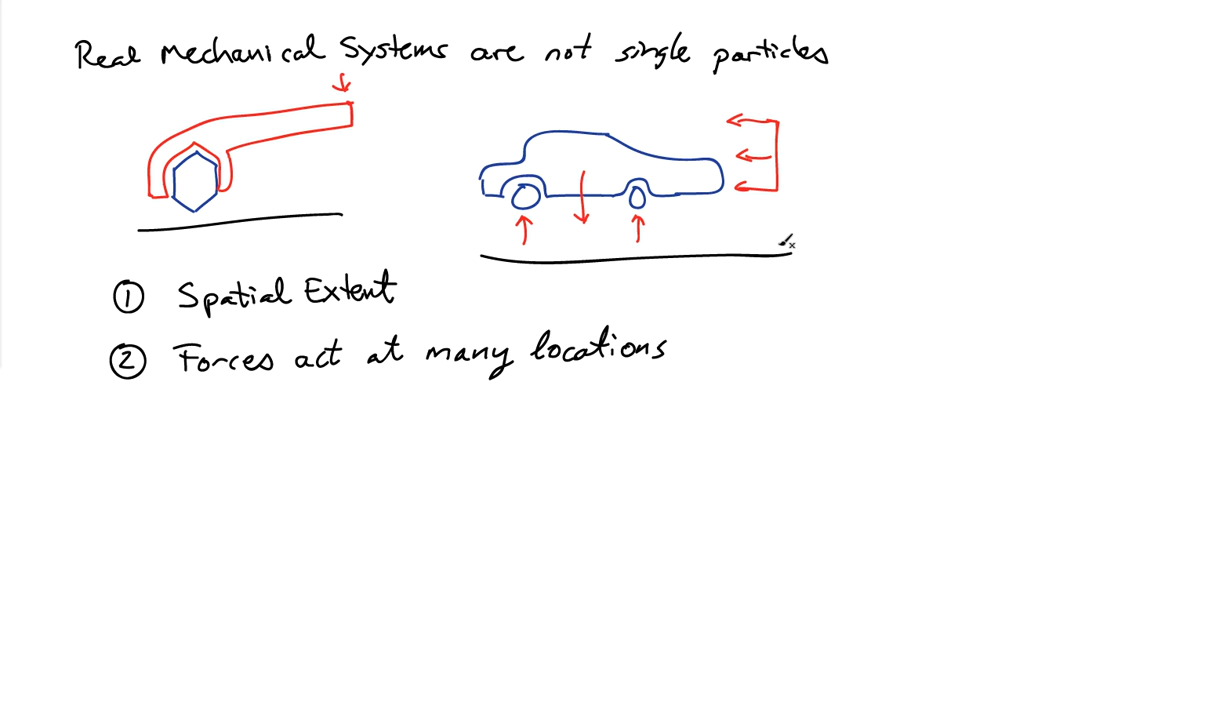 Real Mechanical Systems are not single particles
① Spatial Extent
② Forces act at many locations